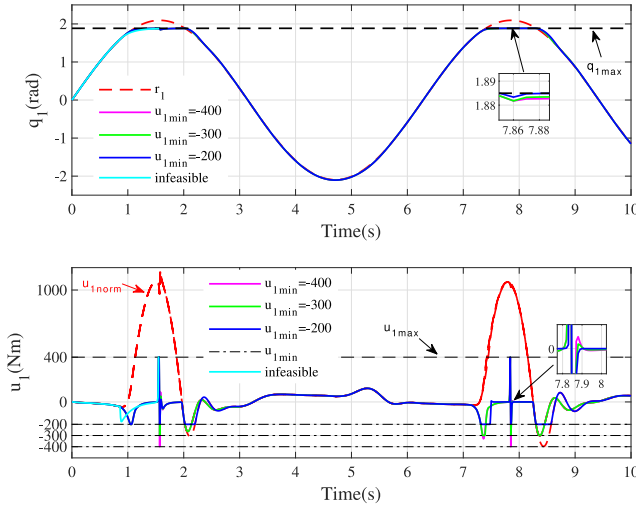 2
1
0
-1
-2
q1(rad)
r1
u1min=-400
u1min=-300
u1min=-200
infeasible
q1max
1.89
1.88
7.86 7.88
0 1 2 3 4 5 6 7 8 9 10
Time(s)
1000
400
0
-200
-300
-400
u1(Nm)
u1norm
u1min=-400
u1min=-300
u1min=-200
u1min
infeasible
u1max
0
7.8 7.9 8
0 1 2 3 4 5 6 7 8 9 10
Time(s)